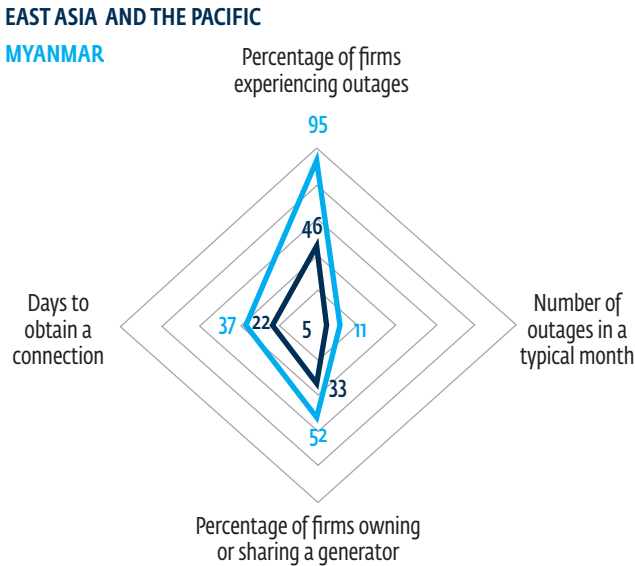 EAST ASIA AND THE PACIFIC
MYANMAR
Percentage of firms
experiencing outages
95
46
Days to
obtain a
connection
37
22
5
11
Number of
outages in a
typical month
33
52
Percentage of firms owning
or sharing a generator